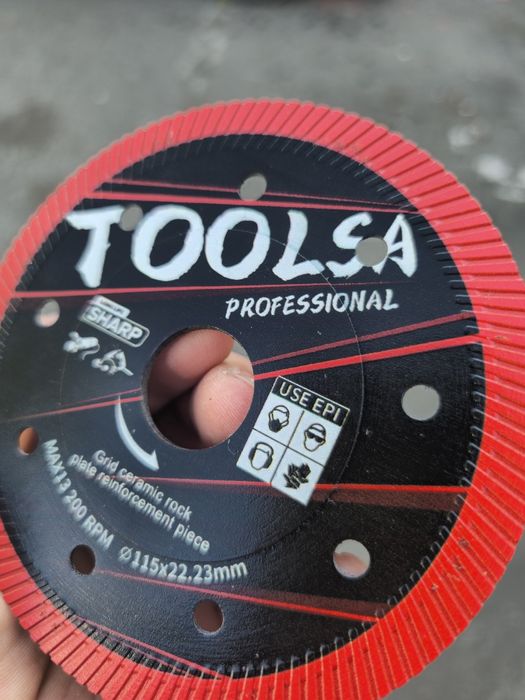 TOOLSA
PROFESSIONAL
SHARP
USE EPI
Grid ceramic rock
plate reinforcement piece
MAX13 200 RPM Ø115x22.23mm